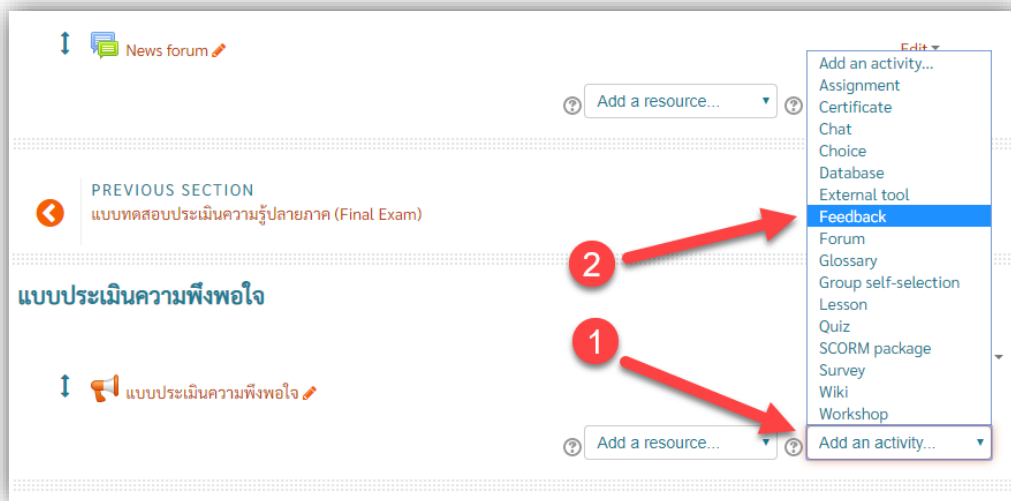 News forum
Edit
Add a resource...
Add an activity...
Assignment
Certificate
Chat
Choice
Database
External tool
Feedback
Forum
Glossary
Group self-selection
Lesson
Quiz
SCORM package
Survey
Wiki
Workshop
PREVIOUS SECTION
แบบทดสอบประเมินความรู้ปลายภาค (Final Exam)
2
แบบประเมินความพึงพอใจ
1
แบบประเมินความพึงพอใจ
Add a resource...
Add an activity...